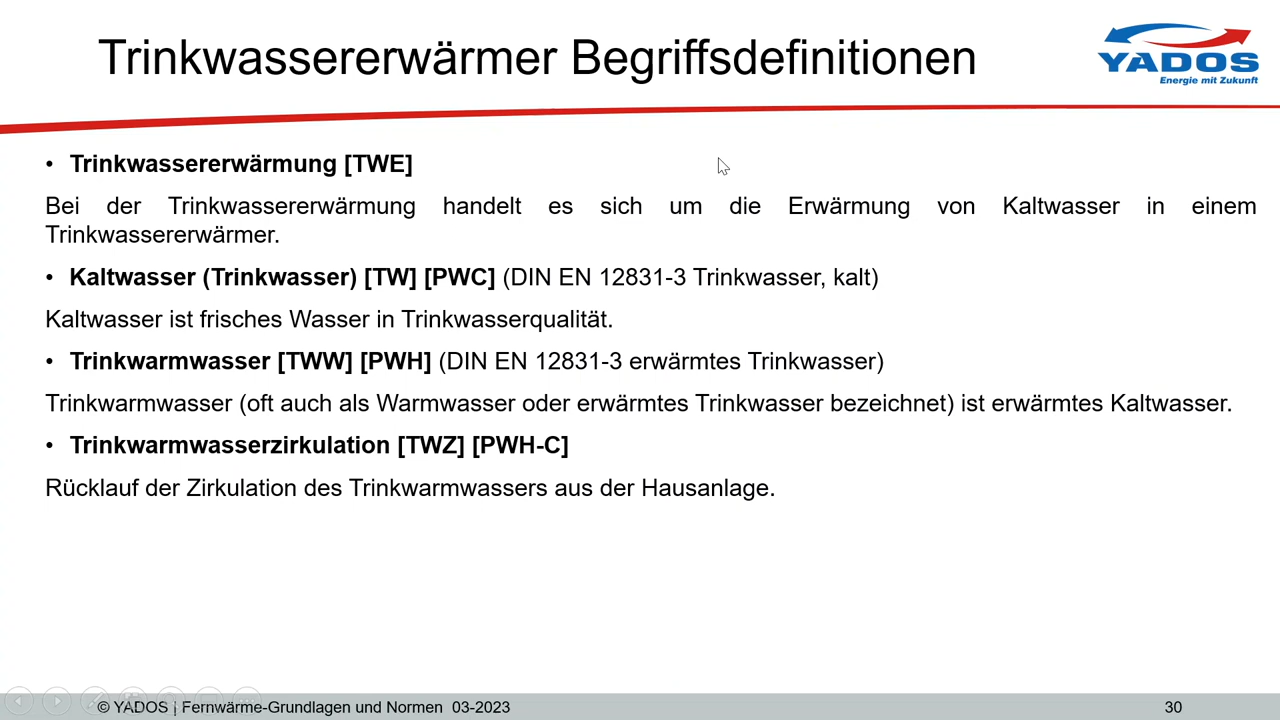 Trinkwassererwärmer Begriffsdefinitionen
YADOS
Energie mit Zukunft
• Trinkwassererwärmung [TWE]
Bei der Trinkwassererwärmung handelt es sich um die Erwärmung von Kaltwasser in einem
Trinkwassererwärmer.
• Kaltwasser (Trinkwasser) [TW] [PWC] (DIN EN 12831-3 Trinkwasser, kalt)
Kaltwasser ist frisches Wasser in Trinkwasserqualität.
• Trinkwarmwasser [TWW] [PWH] (DIN EN 12831-3 erwärmtes Trinkwasser)
Trinkwarmwasser (oft auch als Warmwasser oder erwärmtes Trinkwasser bezeichnet) ist erwärmtes Kaltwasser.
• Trinkwarmwasserzirkulation [TWZ] [PWH-C]
Rücklauf der Zirkulation des Trinkwarmwassers aus der Hausanlage.
© YADOS | Fernwärme-Grundlagen und Normen 03-2023
30